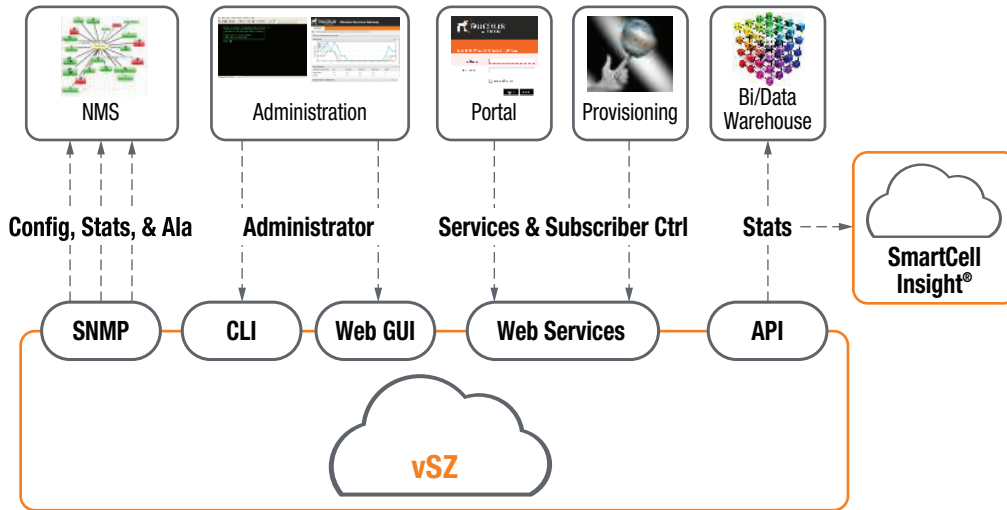 RUCKUS
NMS
Administration
Portal
Provisioning
Bi/Data
Warehouse
Config, Stats, & Ala
Administrator
Services & Subscriber Ctrl
Stats
SmartCell
Insight®
SNMP
CLI
Web GUI
Web Services
API
vSZ